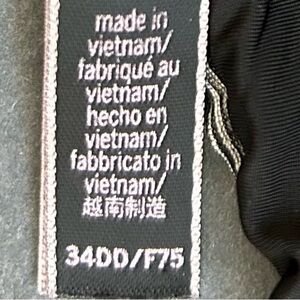 made in
vietnam/
fabriqué au
vietnam/
hecho en
vietnam/
fabbricato in
vietnam/
越南制造
34DD/F75